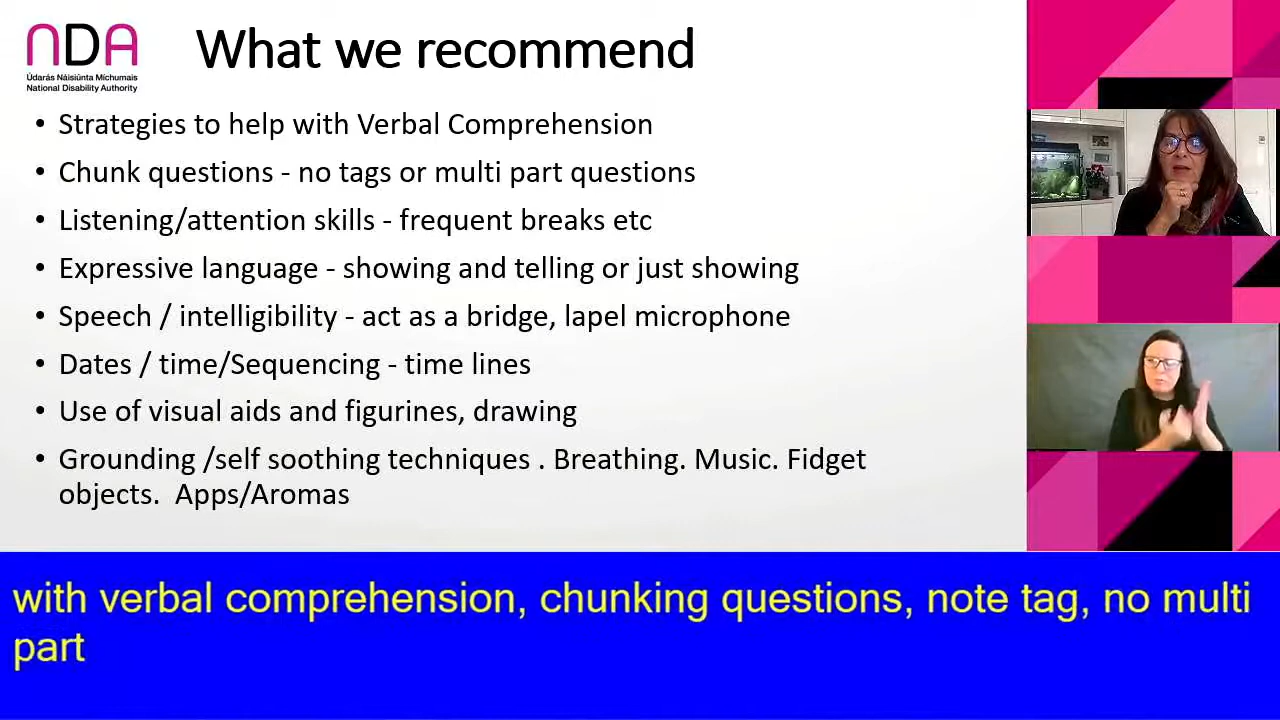 nDA
Údarás Náisiúnta Míchumais
National Disability Authority
What we recommend
• Strategies to help with Verbal Comprehension
• Chunk questions - no tags or multi part questions
• Listening/attention skills - frequent breaks etc
• Expressive language - showing and telling or just showing
• Speech / intelligibility - act as a bridge, lapel microphone
• Dates / time/Sequencing - time lines
• Use of visual aids and figurines, drawing
• Grounding /self soothing techniques . Breathing. Music. Fidget
objects.  Apps/Aromas
with verbal comprehension, chunking questions, note tag, no multi
part